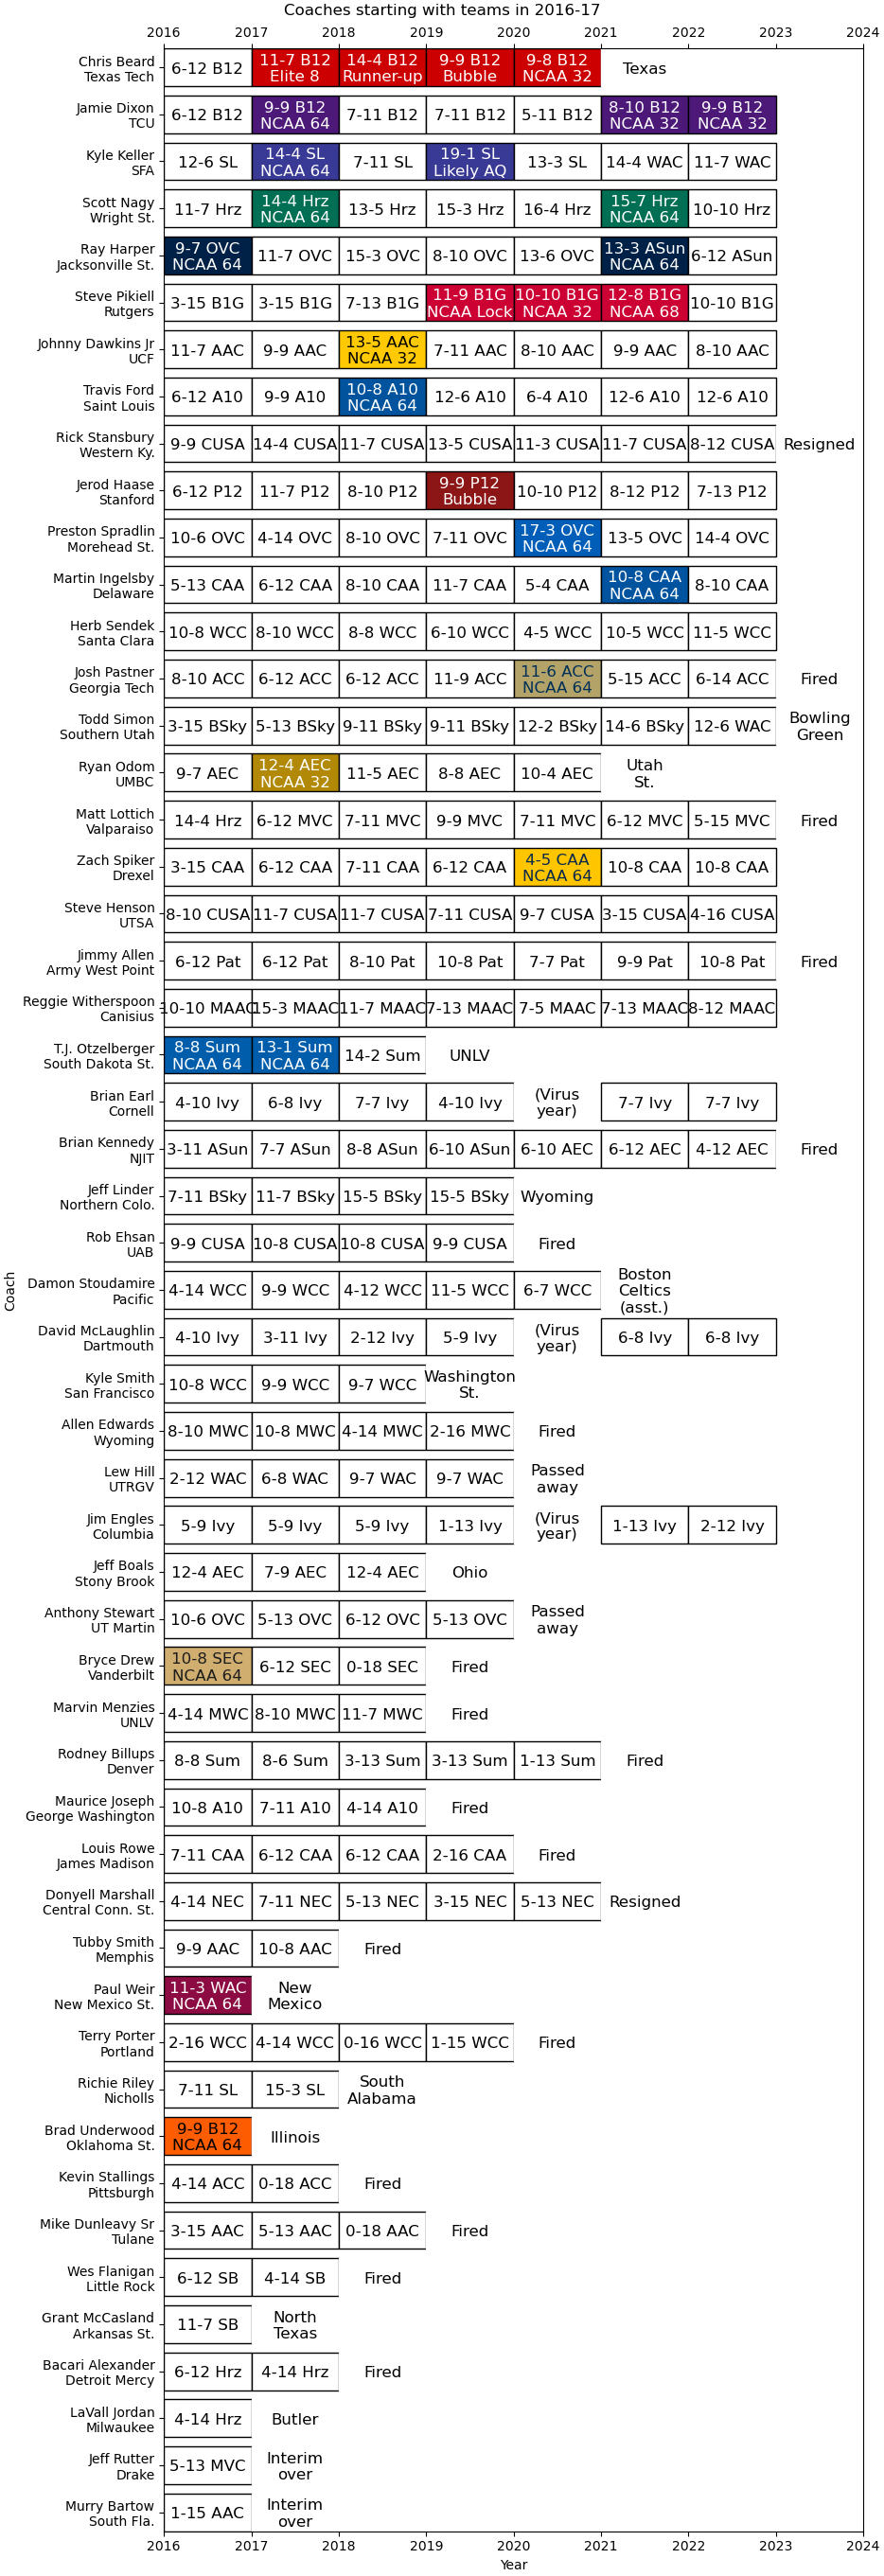 Coaches starting with teams in 2016-17
2016 2017 2018 2019 2020 2021 2022 2023 2024
Chris Beard
Texas Tech
6-12 B12
11-7 B12
Elite 8
14-4 B12
Runner-up
9-9 B12
Bubble
9-8 B12
NCAA 32
Texas
Jamie Dixon
TCU
6-12 B12
9-9 B12
NCAA 64
7-11 B12
7-11 B12
5-11 B12
8-10 B12
NCAA 32
9-9 B12
NCAA 32
Kyle Keller
SFA
12-6 SL
14-4 SL
NCAA 64
7-11 SL
19-1 SL
Likely AQ
13-3 SL
14-4 WAC
11-7 WAC
Scott Nagy
Wright St.
11-7 Hrz
14-4 Hrz
NCAA 64
13-5 Hrz
15-3 Hrz
16-4 Hrz
15-7 Hrz
NCAA 64
10-10 Hrz
Ray Harper
Jacksonville St.
9-7 OVC
NCAA 64
11-7 OVC
15-3 OVC
8-10 OVC
13-6 OVC
13-3 ASun
NCAA 64
6-12 ASun
Steve Pikiell
Rutgers
3-15 B1G
3-15 B1G
7-13 B1G
11-9 B1G
NCAA Lock
10-10 B1G
NCAA 32
12-8 B1G
NCAA 68
10-10 B1G
Johnny Dawkins Jr
UCF
11-7 AAC
9-9 AAC
13-5 AAC
NCAA 32
7-11 AAC
8-10 AAC
9-9 AAC
8-10 AAC
Travis Ford
Saint Louis
6-12 A10
9-9 A10
10-8 A10
NCAA 64
12-6 A10
6-4 A10
12-6 A10
12-6 A10
Rick Stansbury
Western Ky.
9-9 CUSA
14-4 CUSA
11-7 CUSA
13-5 CUSA
11-3 CUSA
11-7 CUSA
8-12 CUSA
Resigned
Jerod Haase
Stanford
6-12 P12
11-7 P12
8-10 P12
9-9 P12
Bubble
10-10 P12
8-12 P12
7-13 P12
Preston Spradlin
Morehead St.
10-6 OVC
4-14 OVC
8-10 OVC
7-11 OVC
17-3 OVC
NCAA 64
13-5 OVC
14-4 OVC
Martin Ingelsby
Delaware
5-13 CAA
6-12 CAA
8-10 CAA
11-7 CAA
5-4 CAA
10-8 CAA
NCAA 64
8-10 CAA
Herb Sendek
Santa Clara
10-8 WCC
8-10 WCC
8-8 WCC
6-10 WCC
4-5 WCC
10-5 WCC
11-5 WCC
Josh Pastner
Georgia Tech
8-10 ACC
6-12 ACC
6-12 ACC
11-9 ACC
11-6 ACC
NCAA 64
5-15 ACC
6-14 ACC
Fired
Todd Simon
Southern Utah
3-15 BSky
5-13 BSky
9-11 BSky
9-11 BSky
12-2 BSky
14-6 BSky
12-6 WAC
Bowling
Green
Ryan Odom
UMBC
9-7 AEC
12-4 AEC
NCAA 32
11-5 AEC
8-8 AEC
10-4 AEC
Utah
St.
Matt Lottich
Valparaiso
14-4 Hrz
6-12 MVC
7-11 MVC
9-9 MVC
7-11 MVC
6-12 MVC
5-15 MVC
Fired
Zach Spiker
Drexel
3-15 CAA
6-12 CAA
7-11 CAA
6-12 CAA
4-5 CAA
NCAA 64
10-8 CAA
10-8 CAA
Steve Henson
UTSA
8-10 CUSA
11-7 CUSA
11-7 CUSA
7-11 CUSA
9-7 CUSA
3-15 CUSA
4-16 CUSA
Jimmy Allen
Army West Point
6-12 Pat
6-12 Pat
8-10 Pat
10-8 Pat
7-7 Pat
9-9 Pat
10-8 Pat
Fired
Reggie Witherspoon
Canisius
10-10 MAAC
15-3 MAAC
11-7 MAAC
7-13 MAAC
7-5 MAAC
7-13 MAAC
8-12 MAAC
T.J. Otzelberger
South Dakota St.
8-8 Sum
NCAA 64
13-1 Sum
NCAA 64
14-2 Sum
UNLV
Brian Earl
Cornell
4-10 Ivy
6-8 Ivy
7-7 Ivy
4-10 Ivy
(Virus
year)
7-7 Ivy
7-7 Ivy
Brian Kennedy
NJIT
3-11 ASun
7-7 ASun
8-8 ASun
6-10 ASun
6-10 AEC
6-12 AEC
4-12 AEC
Fired
Jeff Linder
Northern Colo.
7-11 BSky
11-7 BSky
15-5 BSky
15-5 BSky
Wyoming
Rob Ehsan
UAB
9-9 CUSA
10-8 CUSA
10-8 CUSA
9-9 CUSA
Fired
Damon Stoudamire
Pacific
4-14 WCC
9-9 WCC
4-12 WCC
11-5 WCC
6-7 WCC
Boston
Celtics
(asst.)
David McLaughlin
Dartmouth
4-10 Ivy
3-11 Ivy
2-12 Ivy
5-9 Ivy
(Virus
year)
6-8 Ivy
6-8 Ivy
Kyle Smith
San Francisco
10-8 WCC
9-9 WCC
9-7 WCC
Washington
St.
Allen Edwards
Wyoming
8-10 MWC
10-8 MWC
4-14 MWC
2-16 MWC
Fired
Lew Hill
UTRGV
2-12 WAC
6-8 WAC
9-7 WAC
9-7 WAC
Passed
away
Jim Engles
Columbia
5-9 Ivy
5-9 Ivy
5-9 Ivy
1-13 Ivy
(Virus
year)
1-13 Ivy
2-12 Ivy
Jeff Boals
Stony Brook
12-4 AEC
7-9 AEC
12-4 AEC
Ohio
Anthony Stewart
UT Martin
10-6 OVC
5-13 OVC
6-12 OVC
5-13 OVC
Passed
away
Bryce Drew
Vanderbilt
10-8 SEC
NCAA 64
6-12 SEC
0-18 SEC
Fired
Marvin Menzies
UNLV
4-14 MWC
8-10 MWC
11-7 MWC
Fired
Rodney Billups
Denver
8-8 Sum
8-6 Sum
3-13 Sum
3-13 Sum
1-13 Sum
Fired
Maurice Joseph
George Washington
10-8 A10
7-11 A10
4-14 A10
Fired
Louis Rowe
James Madison
7-11 CAA
6-12 CAA
6-12 CAA
2-16 CAA
Fired
Donyell Marshall
Central Conn. St.
4-14 NEC
7-11 NEC
5-13 NEC
3-15 NEC
5-13 NEC
Resigned
Tubby Smith
Memphis
9-9 AAC
10-8 AAC
Fired
Paul Weir
New Mexico St.
11-3 WAC
NCAA 64
New
Mexico
Terry Porter
Portland
2-16 WCC
4-14 WCC
0-16 WCC
1-15 WCC
Fired
Richie Riley
Nicholls
7-11 SL
15-3 SL
South
Alabama
Brad Underwood
Oklahoma St.
9-9 B12
NCAA 64
Illinois
Kevin Stallings
Pittsburgh
4-14 ACC
0-18 ACC
Fired
Mike Dunleavy Sr
Tulane
3-15 AAC
5-13 AAC
0-18 AAC
Fired
Wes Flanigan
Little Rock
6-12 SB
4-14 SB
Fired
Grant McCasland
Arkansas St.
11-7 SB
North
Texas
Bacari Alexander
Detroit Mercy
6-12 Hrz
4-14 Hrz
Fired
LaVall Jordan
Milwaukee
4-14 Hrz
Butler
Jeff Rutter
Drake
5-13 MVC
Interim
over
Murry Bartow
South Fla.
1-15 AAC
Interim
over
Coach
2016 2017 2018 2019 2020 2021 2022 2023 2024
Year